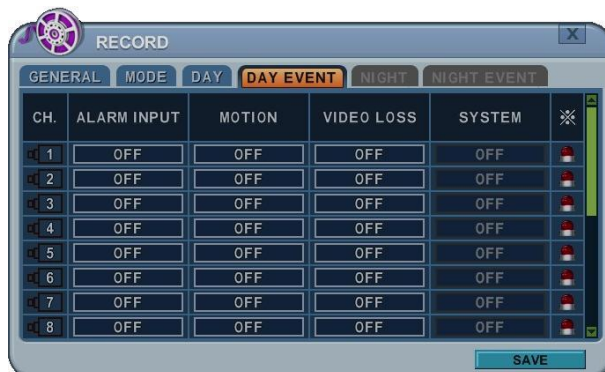 RECORD X
GENERAL MODE DAY DAY EVENT NIGHT NIGHT EVENT
CH. ALARM INPUT MOTION VIDEO LOSS SYSTEM ※
1 OFF OFF OFF OFF
2 OFF OFF OFF OFF
3 OFF OFF OFF OFF
4 OFF OFF OFF OFF
5 OFF OFF OFF OFF
6 OFF OFF OFF OFF
7 OFF OFF OFF OFF
8 OFF OFF OFF OFF
SAVE